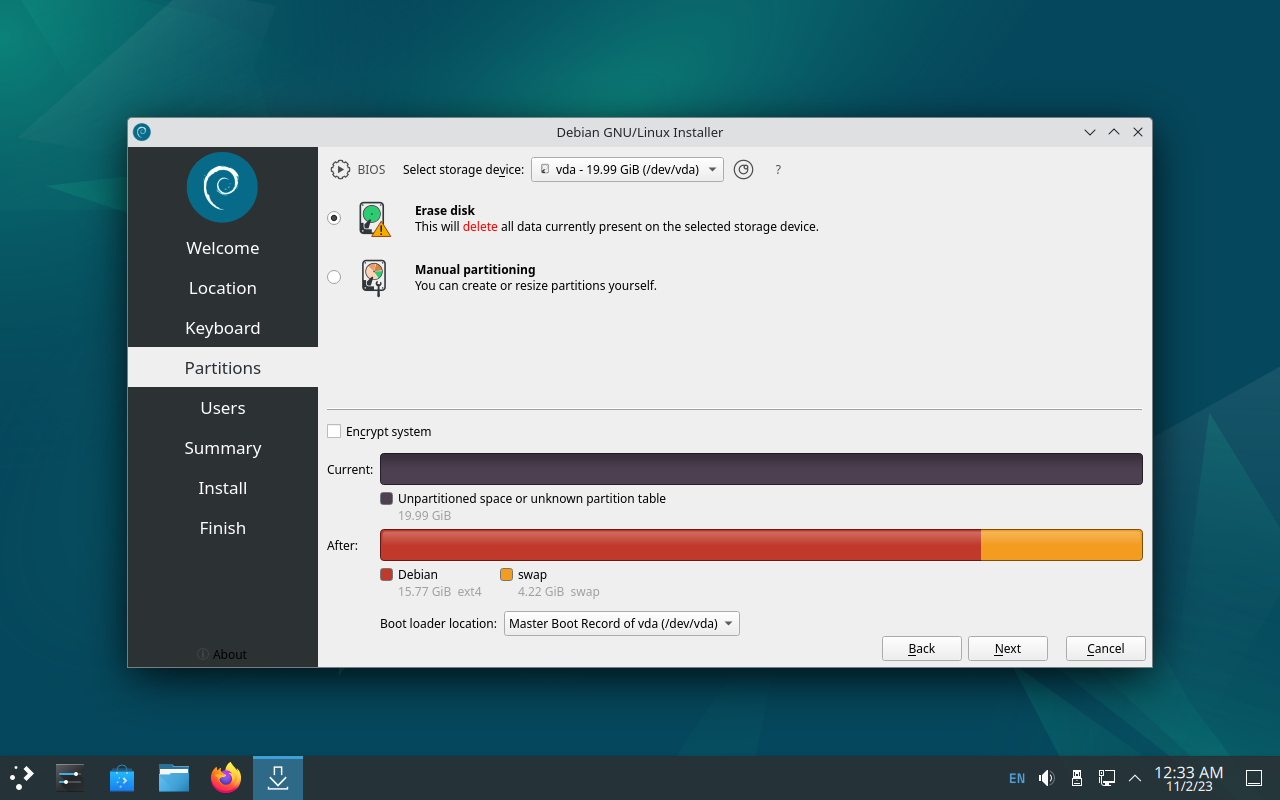 Debian GNU/Linux Installer
Welcome
Location
Keyboard
Partitions
Users
Summary
Install
Finish
About
BIOS
Select storage device:
vda - 19.99 GiB (/dev/vda)
?
Erase disk
This will delete all data currently present on the selected storage device.
Manual partitioning
You can create or resize partitions yourself.
Encrypt system
Current:
Unpartitioned space or unknown partition table
19.99 GiB
After:
Debian
15.77 GiB ext4
swap
4.22 GiB swap
Boot loader location:
Master Boot Record of vda (/dev/vda)
Back
Next
Cancel
EN
12:33 AM
11/2/23